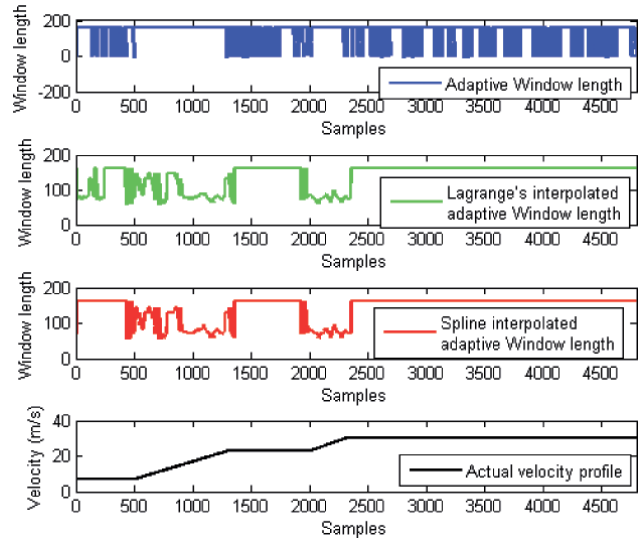 200
0
-200
Window length
0 500 1000 1500 2000 2500 3000 3500 4000 4500
Adaptive Window length
Samples
200
100
0
Window length
Lagrange's interpolated
adaptive Window length
0 500 1000 1500 2000 2500 3000 3500 4000 4500
Samples
200
100
0
Window length
Spline interpolated
adaptive Window length
0 500 1000 1500 2000 2500 3000 3500 4000 4500
Samples
40
20
0
Velocity (m/s)
Actual velocity profile
0 500 1000 1500 2000 2500 3000 3500 4000 4500
Samples